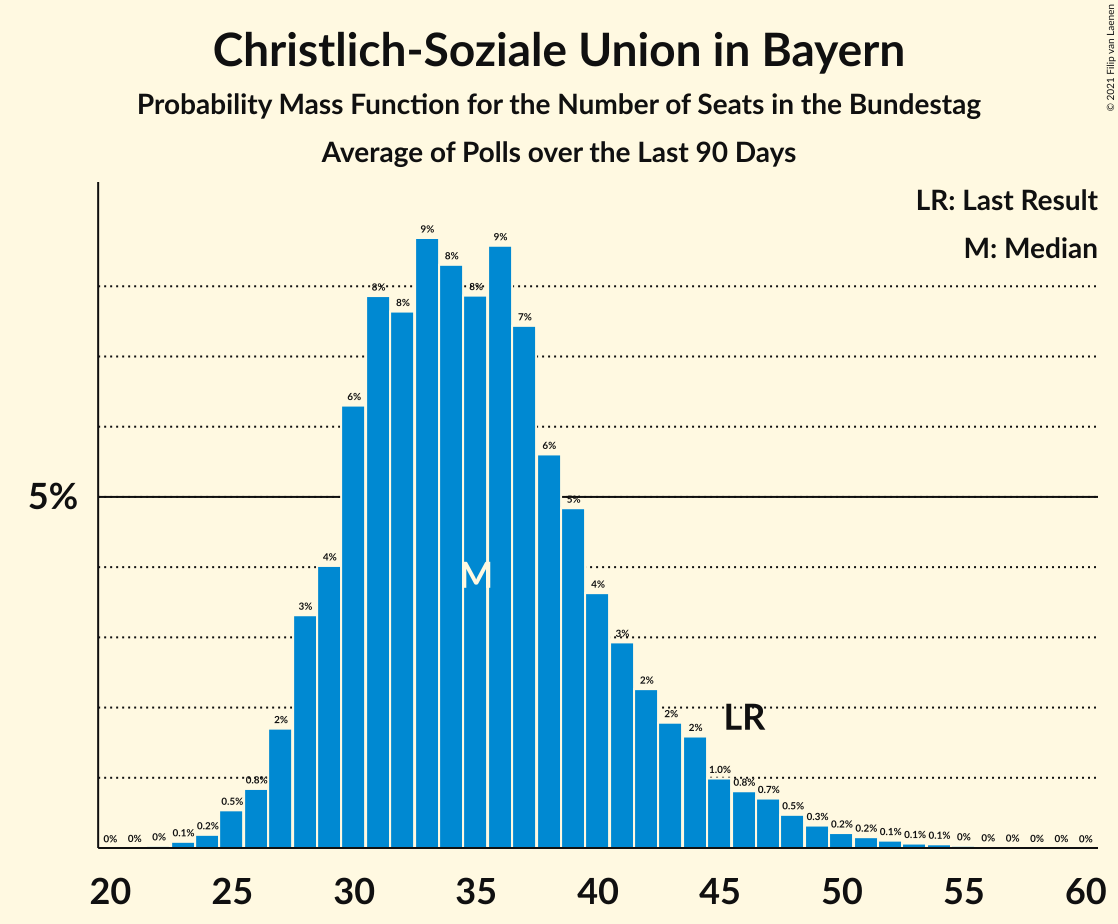 Christlich-Soziale Union in Bayern
Probability Mass Function for the Number of Seats in the Bundestag
Average of Polls over the Last 90 Days
© 2021 Filip van Laenen
LR: Last Result
M: Median
5%
0% 0% 0% 0.1% 0.2% 0.5% 0.8% 2% 3% 4% 6% 8% 8% 9% 8% 8% 9% 7% 6% 5% 4% 3% 2% 2% 2% 1.0% 0.8% 0.7% 0.5% 0.3% 0.2% 0.2% 0.1% 0.1% 0.1% 0% 0% 0% 0% 0% 0%
M
LR
20 25 30 35 40 45 50 55 60